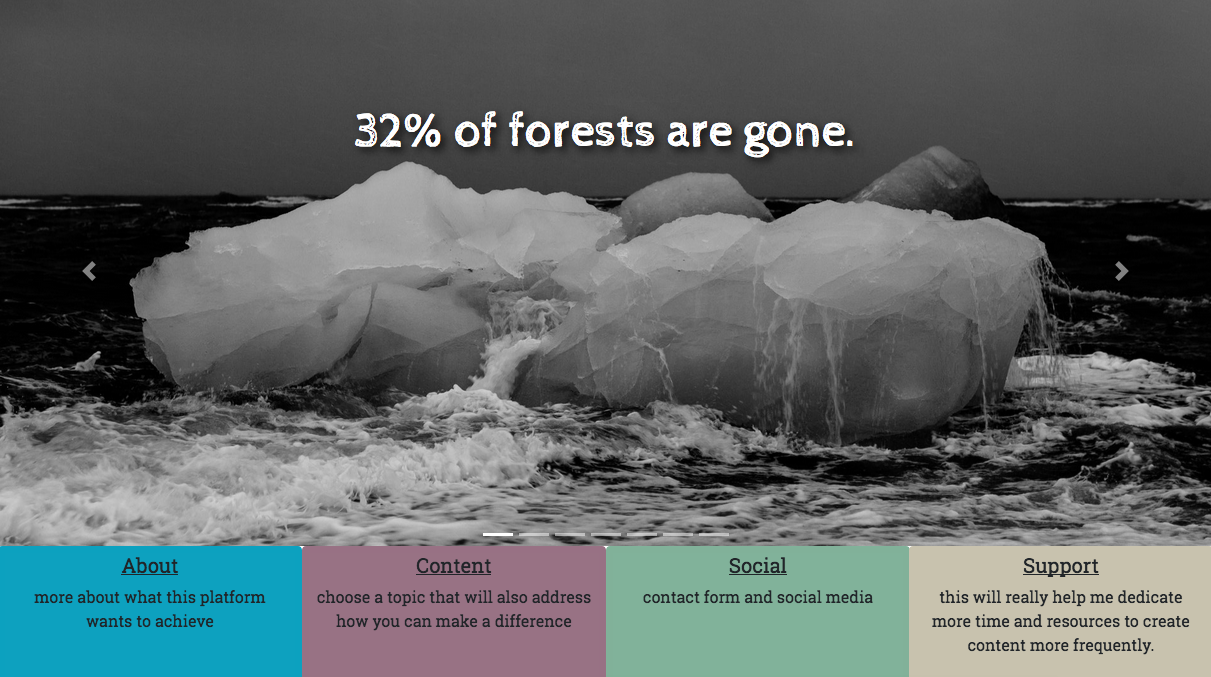 32% of forests are gone.
About
more about what this platform
wants to achieve
Content
choose a topic that will also address
how you can make a difference
Social
contact form and social media
Support
this will really help me dedicate
more time and resources to create
content more frequently.